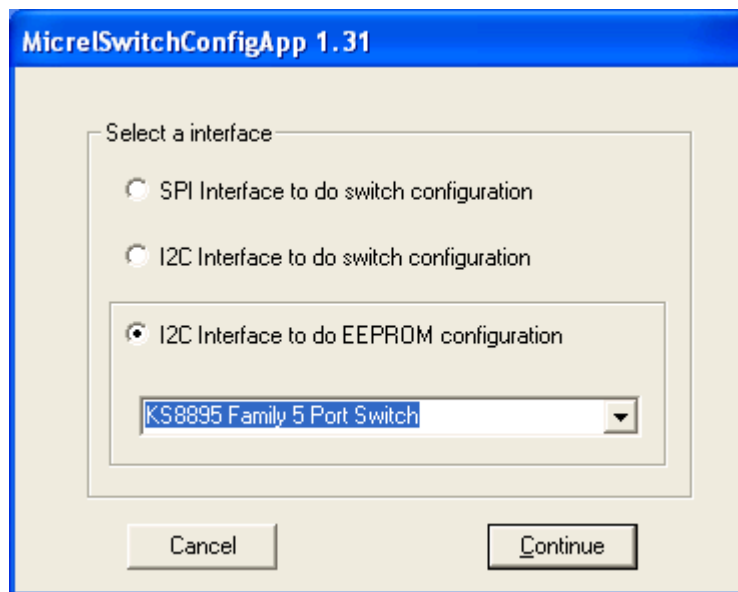 MicrelSwitchConfigApp 1.31
Select a interface
SPI Interface to do switch configuration
I2C Interface to do switch configuration
I2C Interface to do EEPROM configuration
KS8895 Family 5 Port Switch
Cancel
Continue